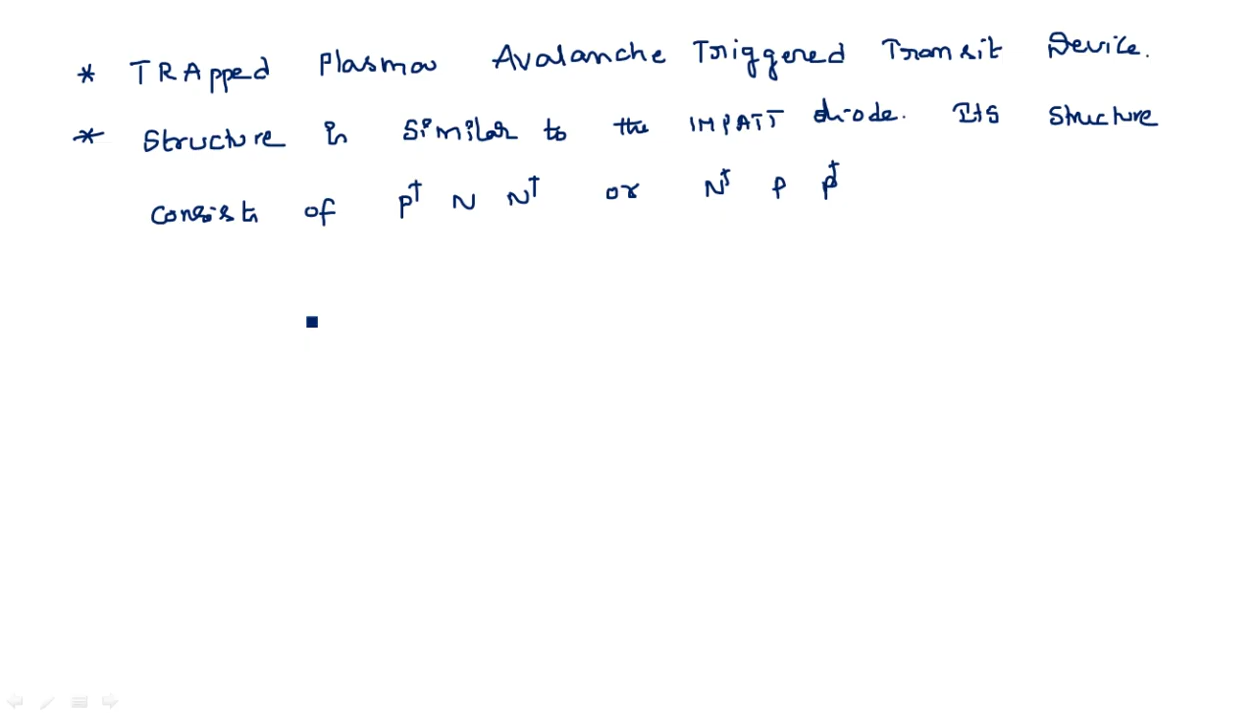 * TRApped Plasma Avalanche Triggered Transit Device.
* Structure is similar to the IMPATT diode. Its structure
consists of P⁺ N N⁺ or N⁺ P P⁺